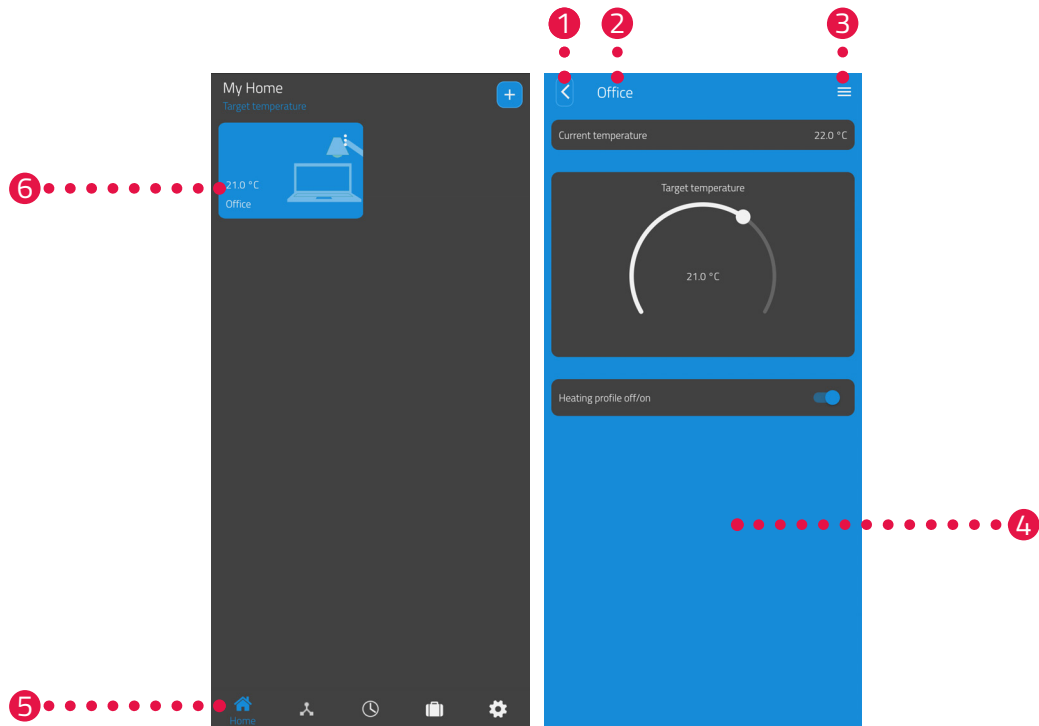 1 2 3
My Home
Target temperature
+
21.0 °C
Office
Home
Office
Current temperature 22.0 °C
Target temperature
21.0 °C
Heating profile off/on
6
4
5